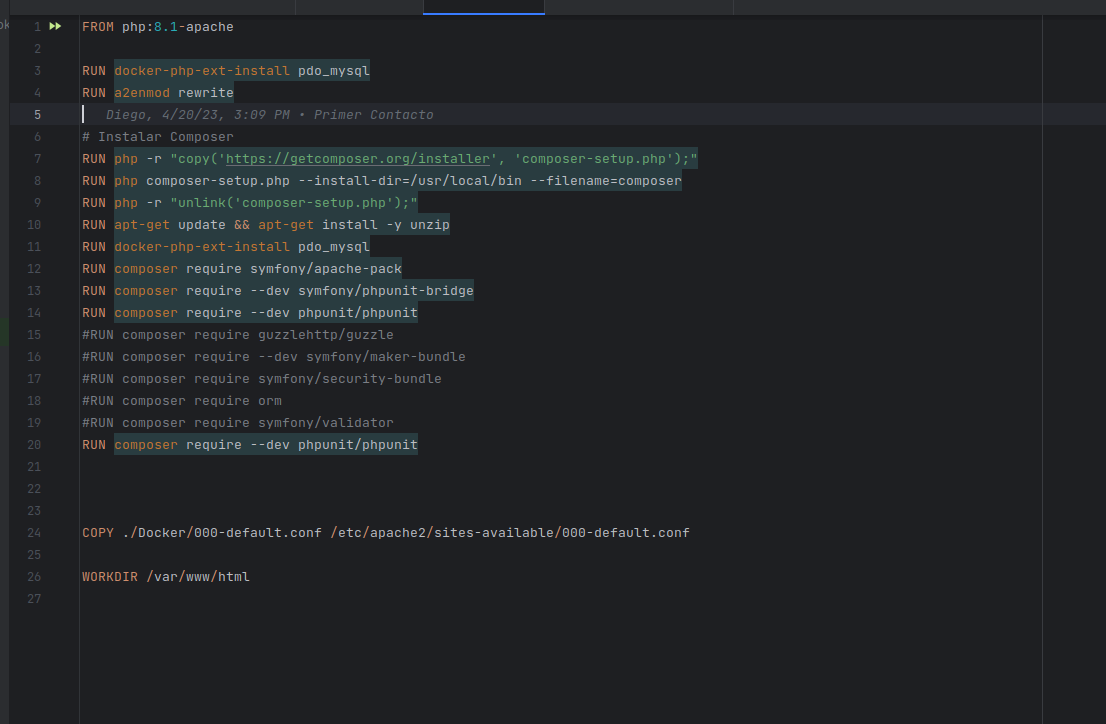 1 FROM php:8.1-apache
2
3 RUN docker-php-ext-install pdo_mysql
4 RUN a2enmod rewrite
5 Diego, 4/20/23, 3:09 PM • Primer Contacto
6 # Instalar Composer
7 RUN php -r "copy('https://getcomposer.org/installer', 'composer-setup.php');"
8 RUN php composer-setup.php --install-dir=/usr/local/bin --filename=composer
9 RUN php -r "unlink('composer-setup.php');"
10 RUN apt-get update && apt-get install -y unzip
11 RUN docker-php-ext-install pdo_mysql
12 RUN composer require symfony/apache-pack
13 RUN composer require --dev symfony/phpunit-bridge
14 RUN composer require --dev phpunit/phpunit
15 #RUN composer require guzzlehttp/guzzle
16 #RUN composer require --dev symfony/maker-bundle
17 #RUN composer require symfony/security-bundle
18 #RUN composer require orm
19 #RUN composer require symfony/validator
20 RUN composer require --dev phpunit/phpunit
21
22
23
24 COPY ./Docker/000-default.conf /etc/apache2/sites-available/000-default.conf
25
26 WORKDIR /var/www/html
27